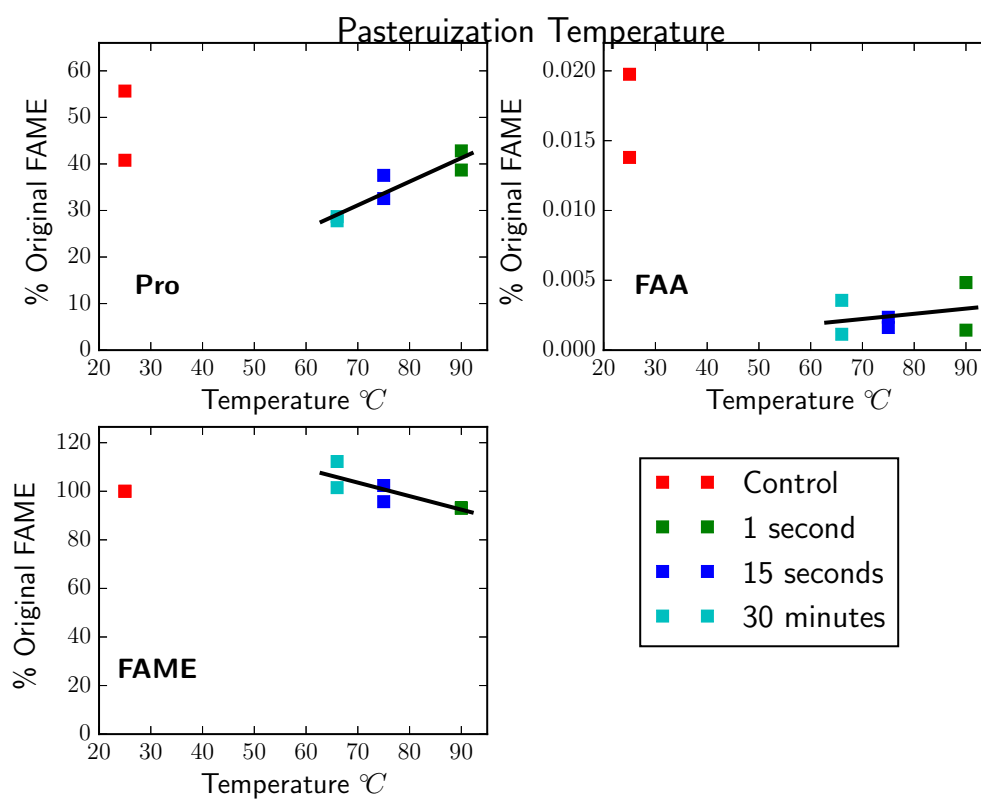 Pasteruization Temperature
60
50
40
30
20
10
0
% Original FAME
Pro
20 30 40 50 60 70 80 90
Temperature °C
0.020
0.015
0.010
0.005
0.000
% Original FAME
FAA
20 30 40 50 60 70 80 90
Temperature °C
120
100
80
60
40
20
0
% Original FAME
FAME
20 30 40 50 60 70 80 90
Temperature °C
Control
1 second
15 seconds
30 minutes